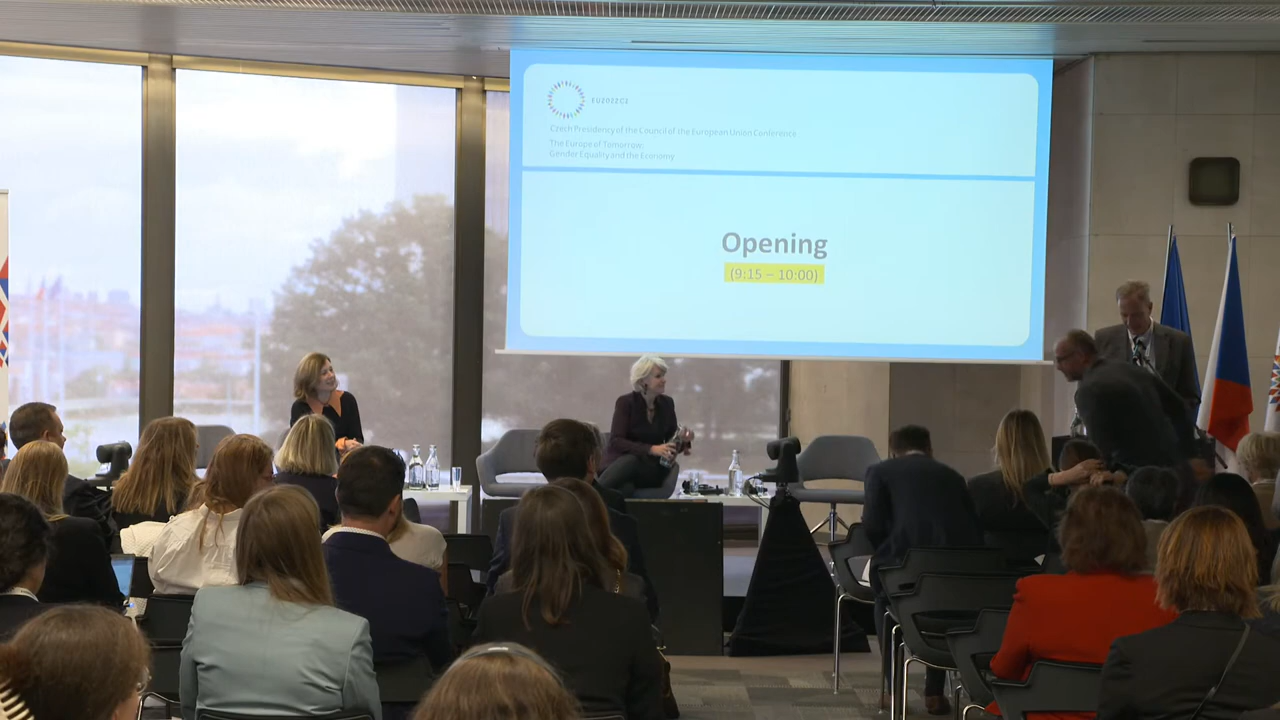 EU2022.CZ
Czech Presidency of the Council of the European Union Conference
The Europe of Tomorrow:
Gender Equality and the Economy
Opening
(9:15 – 10:00)